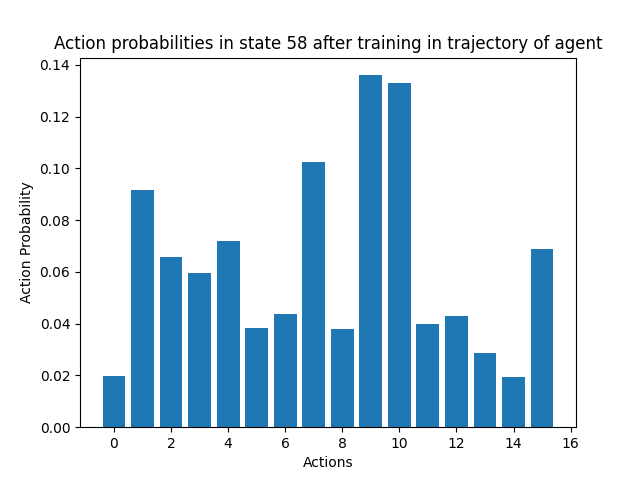 Action probabilities in state 58 after training in trajectory of agent
0.14
0.12
0.10
0.08
0.06
0.04
0.02
0.00
Action Probability
0 2 4 6 8 10 12 14 16
Actions